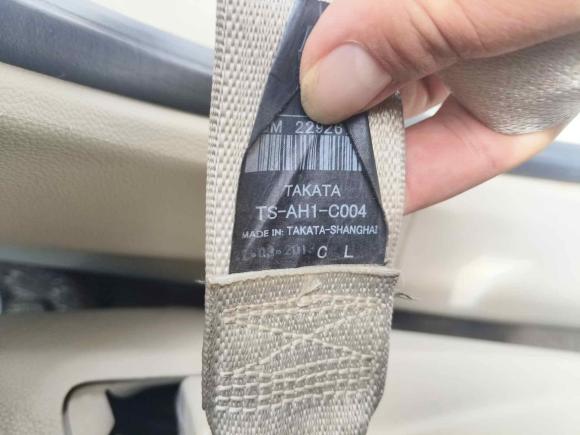 22926
TAKATA
TS-AH1-C004
MADE IN: TAKATA-SHANGHAI
C L